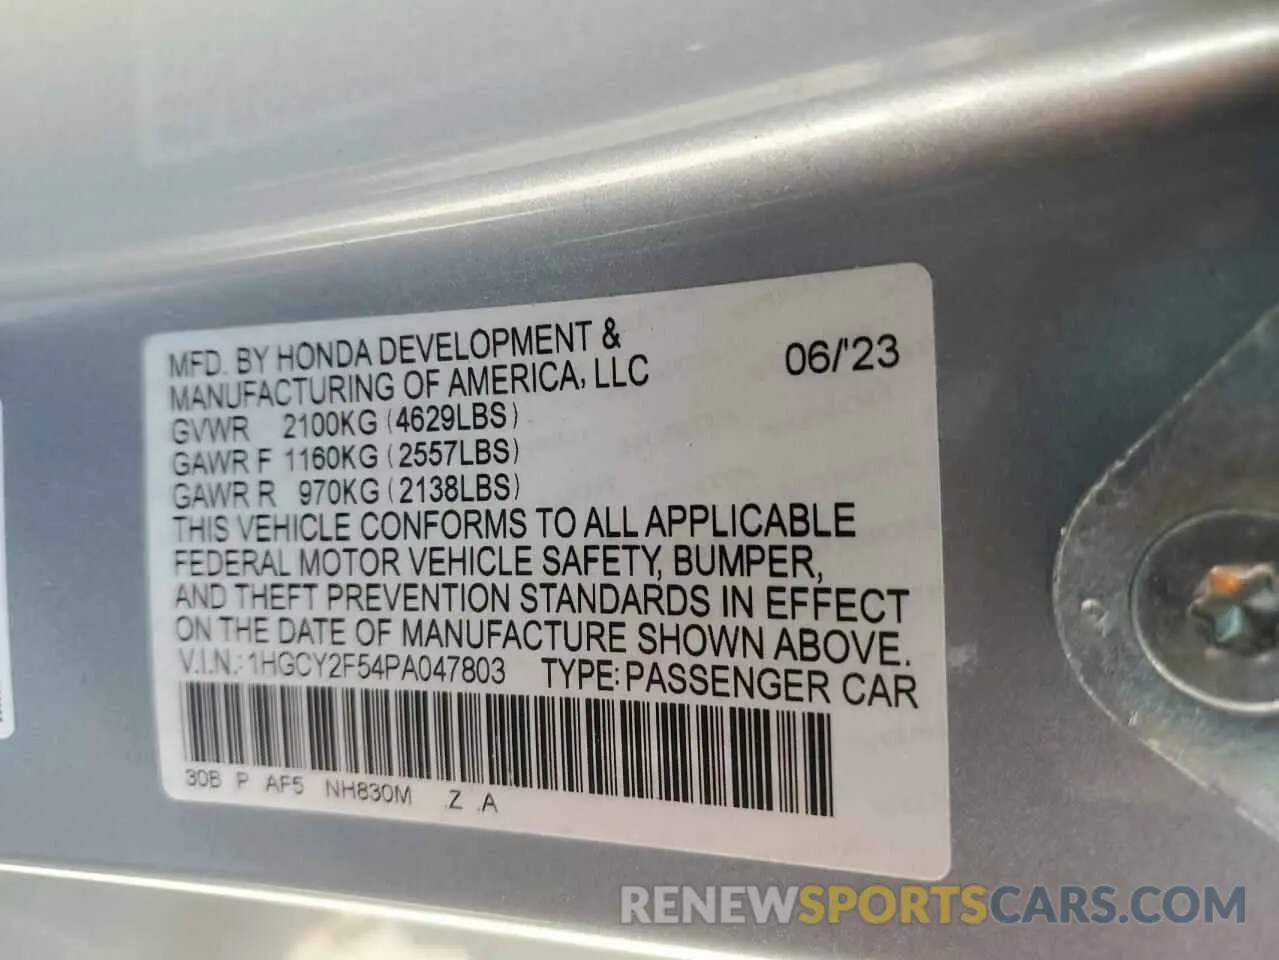 MFD. BY HONDA DEVELOPMENT &
MANUFACTURING OF AMERICA, LLC
06/'23
GVWR 2100KG (4629LBS)
GAWR F 1160KG (2557LBS)
GAWR R 970KG (2138LBS)
THIS VEHICLE CONFORMS TO ALL APPLICABLE
FEDERAL MOTOR VEHICLE SAFETY, BUMPER,
AND THEFT PREVENTION STANDARDS IN EFFECT
ON THE DATE OF MANUFACTURE SHOWN ABOVE.
V.I.N.: 1HGCY2F54PA047803 TYPE: PASSENGER CAR
30B P AF5 NH830M Z A
RENEWSPORTSCARS.COM